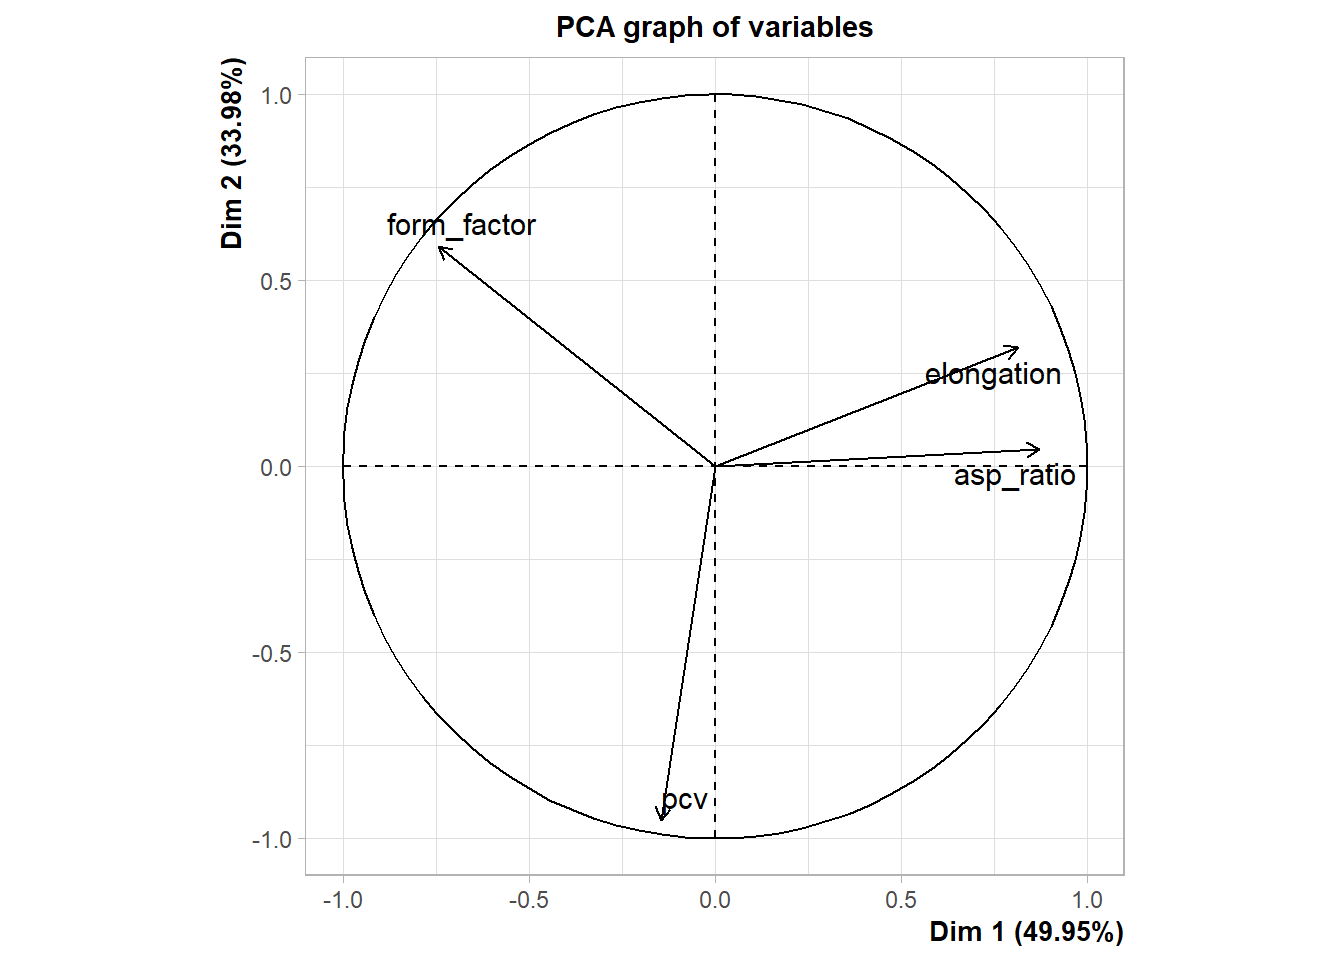 PCA graph of variables
Dim 2 (33.98%)
1.0
0.5
0.0
-0.5
-1.0
form_factor
elongation
asp_ratio
pcv
-1.0
-0.5
0.0
0.5
1.0
Dim 1 (49.95%)